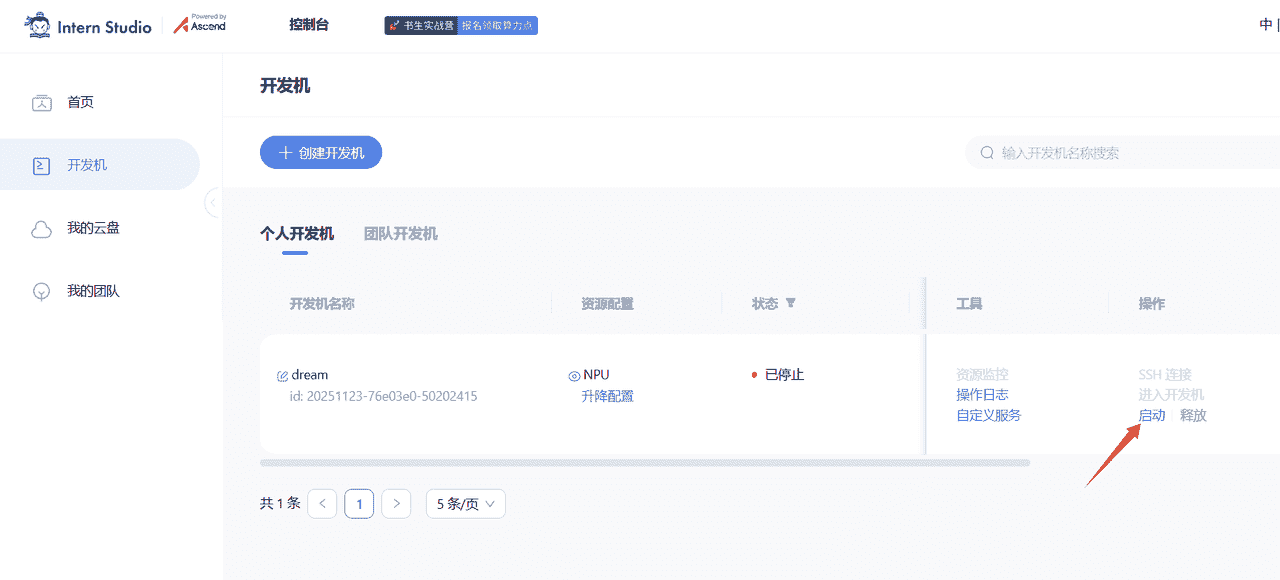 Intern Studio
Powered by
Ascend
控制台
书生实战营 报名领取算力点
中
首页
开发机
我的云盘
我的团队
开发机
创建开发机
输入开发机名称搜索
个人开发机 团队开发机
开发机名称 资源配置 状态 工具 操作
dream NPU 已停止 资源监控 SSH 连接
id: 20251123-76e03e0-50202415 升降配置 操作日志 进入开发机
自定义服务 启动 释放
共 1 条 < 1 > 5 条/页